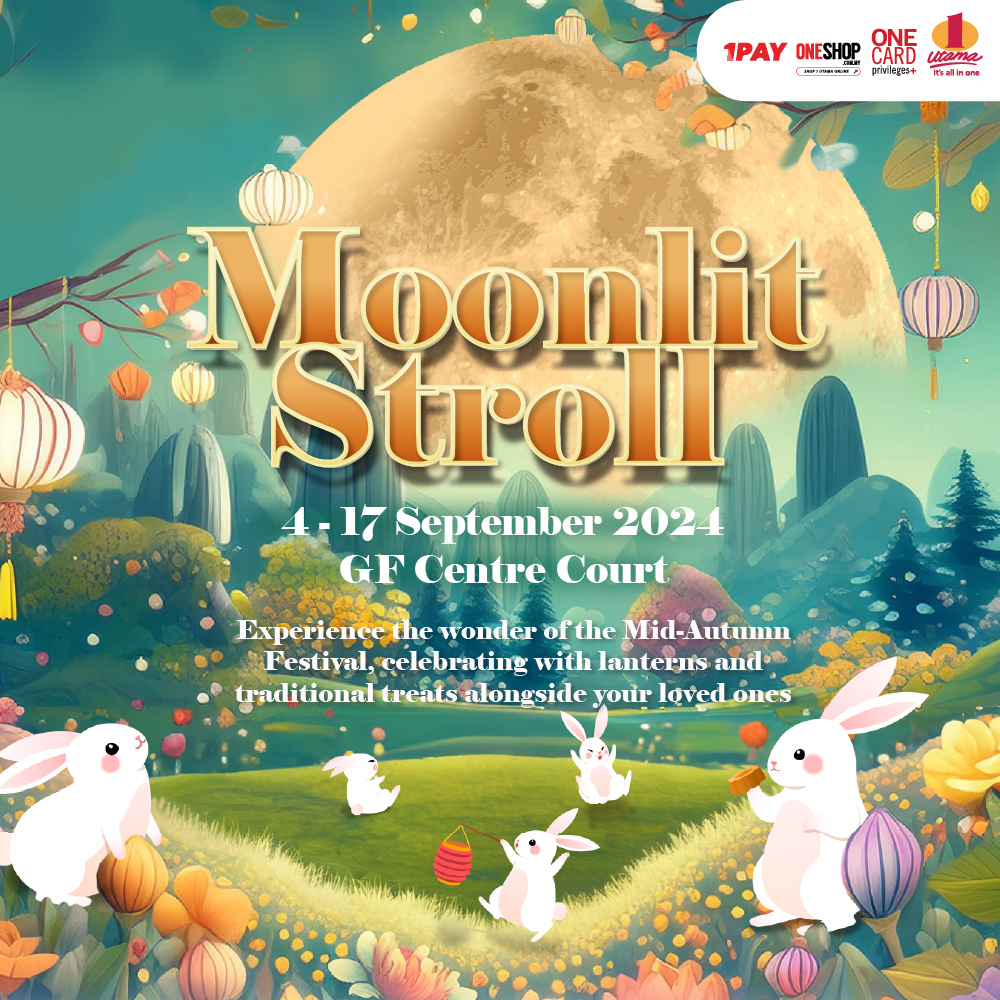 1PAY
ONESHOP
.COM.MY
SHOP 1 UTAMA ONLINE
ONE
CARD
privileges+
1
Utama
It's all in one
Moonlit
Stroll
4 - 17 September 2024
GF Centre Court
Experience the wonder of the Mid-Autumn
Festival, celebrating with lanterns and
traditional treats alongside your loved ones